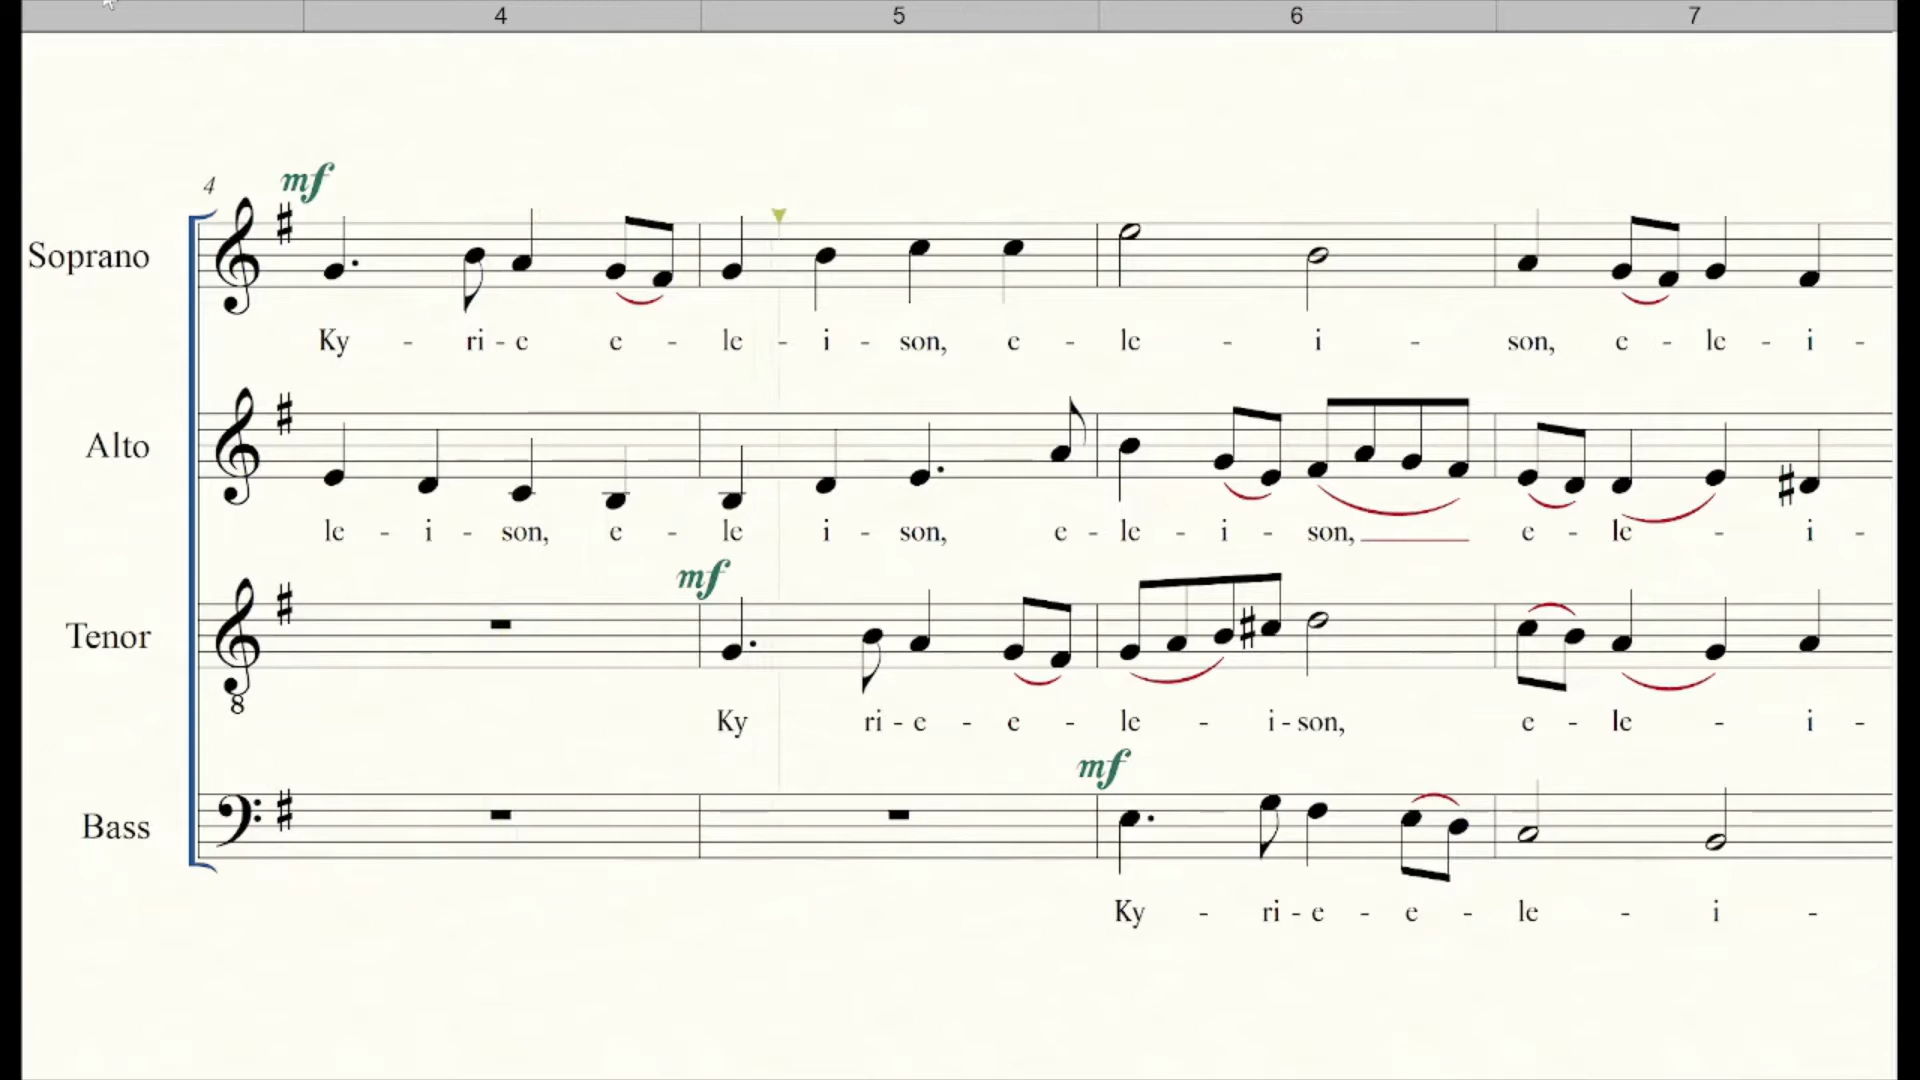 4 5 6 7
4 mf
Soprano
Ky - ri - e e - le - i - son, e - le - i - son, e - le - i -
Alto
le - i - son, e - le i - son, e - le - i - son, e - le - i -
mf
Tenor
8
Ky ri - e - e - le - i - son, e - le - i -
mf
Bass
Ky - ri - e - e - le - i -